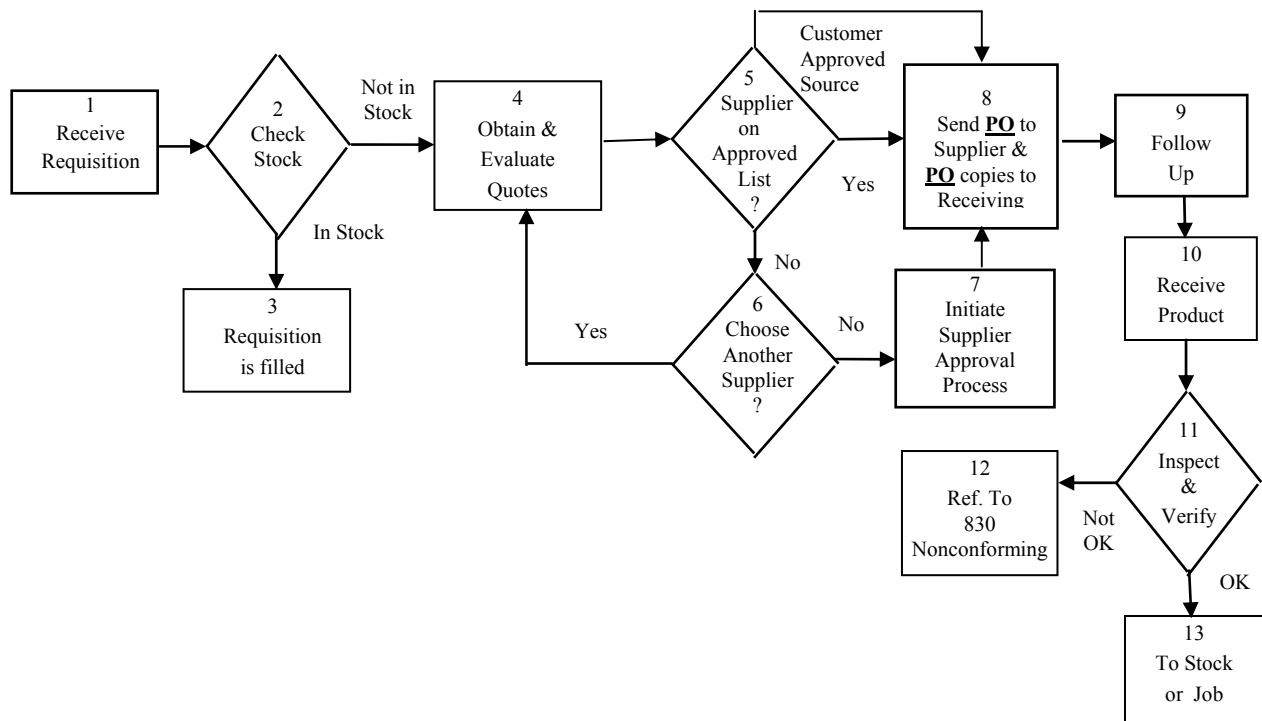 1
Receive
Requisition
2
Check
Stock
Not in
Stock
In Stock
3
Requisition
is filled
4
Obtain &
Evaluate
Quotes
5
Supplier
on
Approved
List
?
Customer
Approved
Source
Yes
No
6
Choose
Another
Supplier
?
Yes
No
7
Initiate
Supplier
Approval
Process
8
Send PO to
Supplier &
PO copies to
Receiving
9
Follow
Up
10
Receive
Product
11
Inspect
&
Verify
Not
OK
OK
12
Ref. To
830
Nonconforming
13
To Stock
or Job